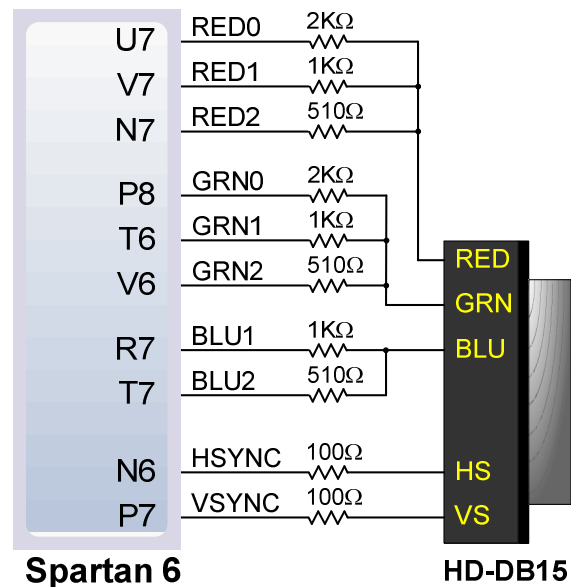 U7 RED0 2KΩ
V7 RED1 1KΩ
N7 RED2 510Ω
P8 GRN0 2KΩ
T6 GRN1 1KΩ
V6 GRN2 510Ω
RED
GRN
R7 BLU1 1KΩ BLU
T7 BLU2 510Ω
N6 HSYNC 100Ω HS
P7 VSYNC 100Ω VS
Spartan 6 HD-DB15